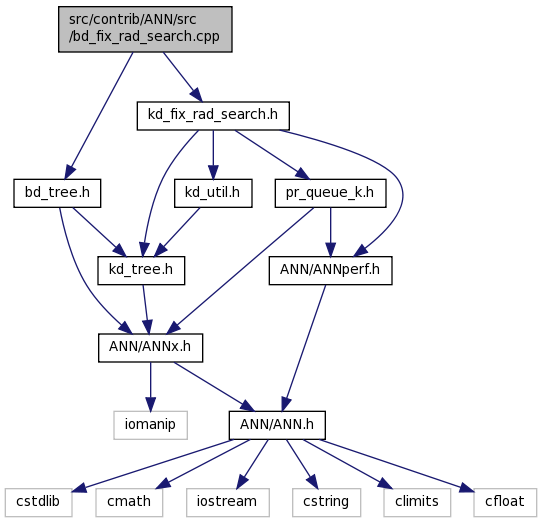 src/contrib/ANN/src
/bd_fix_rad_search.cpp
kd_fix_rad_search.h
bd_tree.h
kd_util.h
pr_queue_k.h
kd_tree.h
ANN/ANNperf.h
ANN/ANNx.h
iomanip
ANN/ANN.h
cstdlib
cmath
iostream
cstring
climits
cfloat